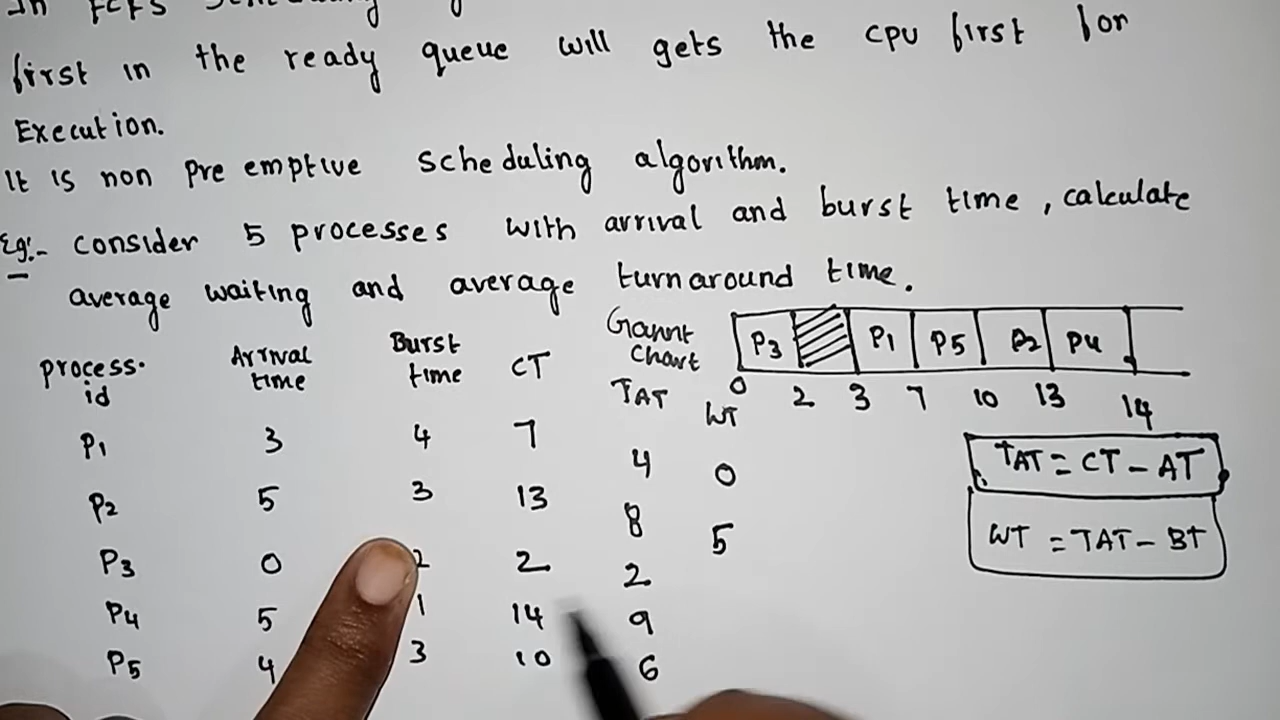 In FCFS Scheduling
first in the ready queue will gets the cpu first for
Execution.
It is non Pre emptive scheduling algorithm.
Eg:- consider 5 processes with arrival and burst time, calculate
average waiting and average turnaround time.
process id Arrival time Burst time CT TAT WT
P1 3 4 7 4 0
P2 5 3 13 8 5
P3 0 2 2 2
P4 5 1 14 9
P5 4 3 10 6
Gannt chart
P3 P1 P5 P2 P4
0 2 3 7 10 13 14
TAT = CT - AT
WT = TAT - BT